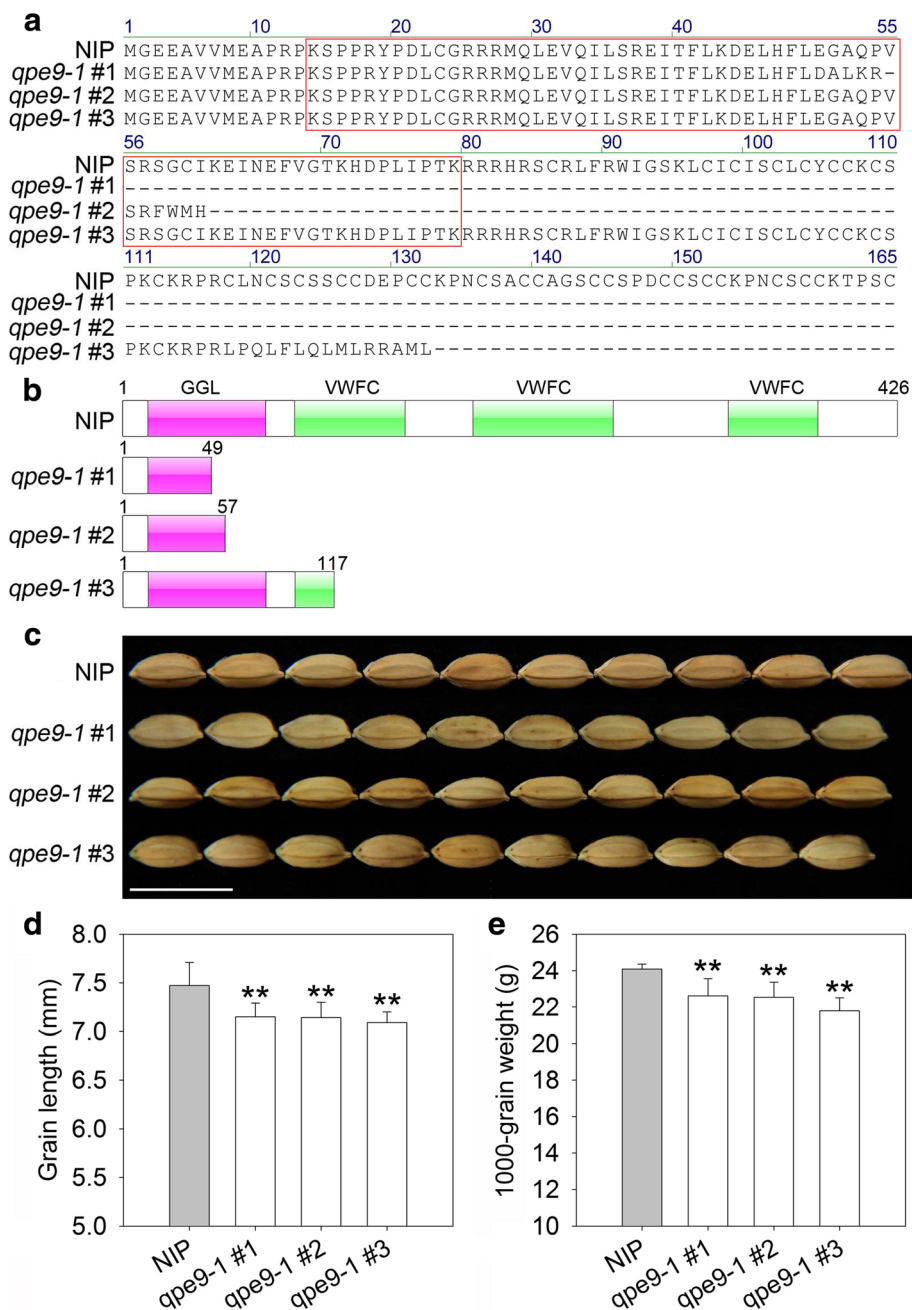 a
1 10 20 30 40 55
NIP MGEEAVVMEAPRPKSPPRYPDLCGRRRMQLEVQILSREITFLKDELHFLEGAQPV
qpe9-1 #1 MGEEAVVMEAPRPKSPPRYPDLCGRRRMQLEVQILSREITFLKDELHFLDALKR-
qpe9-1 #2 MGEEAVVMEAPRPKSPPRYPDLCGRRRMQLEVQILSREITFLKDELHFLEGAQPV
qpe9-1 #3 MGEEAVVMEAPRPKSPPRYPDLCGRRRMQLEVQILSREITFLKDELHFLEGAQPV
56 70 80 90 100 110
NIP SRSGCIKEINEFVGTKHDPLIPTKRRRHRSCRLFRWIGSKLCICISCLCYCCKCS
qpe9-1 #1 -------------------------------------------------------
qpe9-1 #2 SRFWMH-------------------------------------------------
qpe9-1 #3 SRSGCIKEINEFVGTKHDPLIPTKRRRHRSCRLFRWIGSKLCICISCLCYCCKCS
111 120 130 140 150 165
NIP PKCKRPRCLNCSCSSCCDEPCCKPNCSACCAGSCCSPDCCSCCKPNCSCCKTPSC
qpe9-1 #1 -------------------------------------------------------
qpe9-1 #2 -------------------------------------------------------
qpe9-1 #3 PKCKRPRLPQLFLQLMLRRAML---------------------------------
b
1 GGL VWFC VWFC VWFC 426
NIP
1 49
qpe9-1 #1
1 57
qpe9-1 #2
1 117
qpe9-1 #3
c
NIP
qpe9-1 #1
qpe9-1 #2
qpe9-1 #3
d
Grain length (mm)
8.0
7.5
7.0
6.5
6.0
5.5
5.0
** ** **
NIP qpe9-1 #1 qpe9-1 #2 qpe9-1 #3
e
1000-grain weight (g)
26
24
22
20
18
16
14
12
10
** ** **
NIP qpe9-1 #1 qpe9-1 #2 qpe9-1 #3